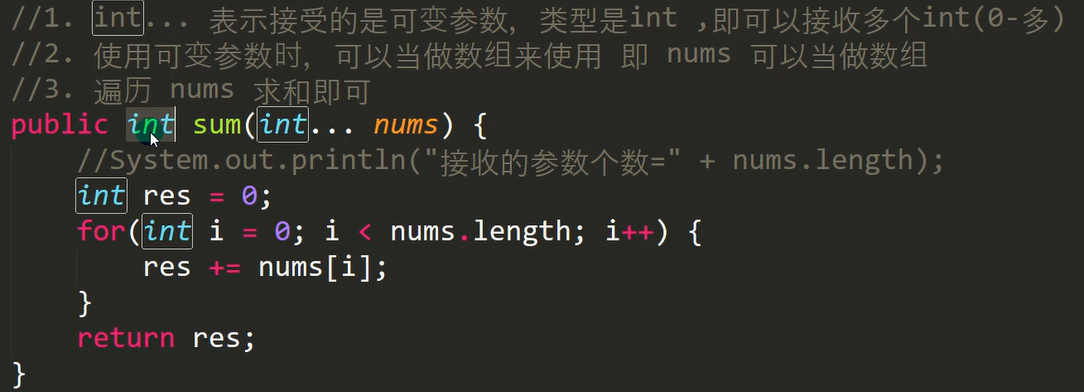 //1. int... 表示接受的是可变参数，类型是int ,即可以接收多个int(0-多)
//2. 使用可变参数时，可以当做数组来使用 即 nums 可以当做数组
//3. 遍历 nums 求和即可
public int sum(int... nums) {
    //System.out.println("接收的参数个数=" + nums.length);
    int res = 0;
    for(int i = 0; i < nums.length; i++) {
        res += nums[i];
    }
    return res;
}